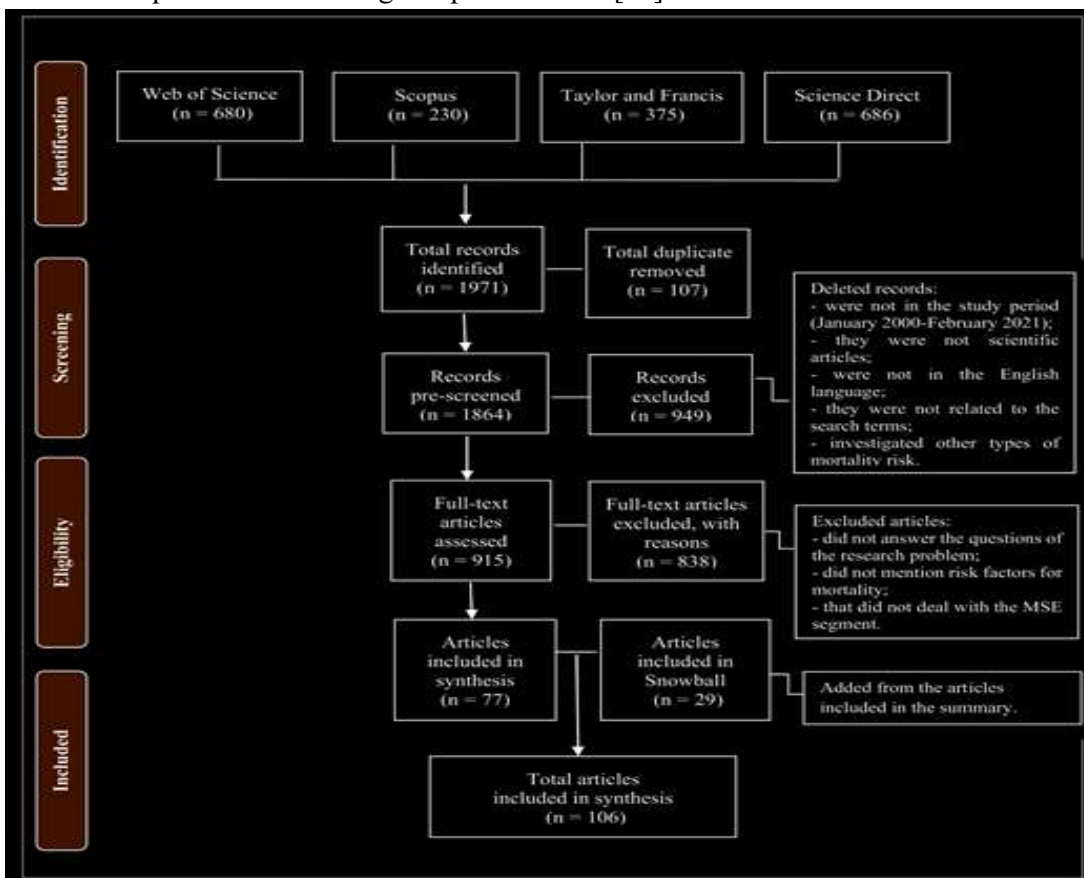 Identification
Web of Science
(n = 680)
Scopus
(n = 230)
Taylor and Francis
(n = 375)
Science Direct
(n = 686)
Screening
Total records
identified
(n = 1971)
Total duplicate
removed
(n = 107)
Records
pre-screened
(n = 1864)
Records
excluded
(n = 949)
Deleted records:
- were not in the study period
(January 2000-February 2021);
- they were not scientific
articles;
- were not in the English
language;
- they were not related to the
search terms;
- investigated other types of
mortality risk.
Eligibility
Full-text
articles
assessed
(n = 915)
Full-text articles
excluded, with
reasons
(n = 838)
Excluded articles:
- did not answer the questions of
the research problem;
- did not mention risk factors for
mortality;
- that did not deal with the MSE
segment.
Included
Articles
included in
synthesis
(n = 77)
Articles
included in
Snowball
(n = 29)
Added from the articles
included in the summary.
Total articles
included in synthesis
(n = 106)